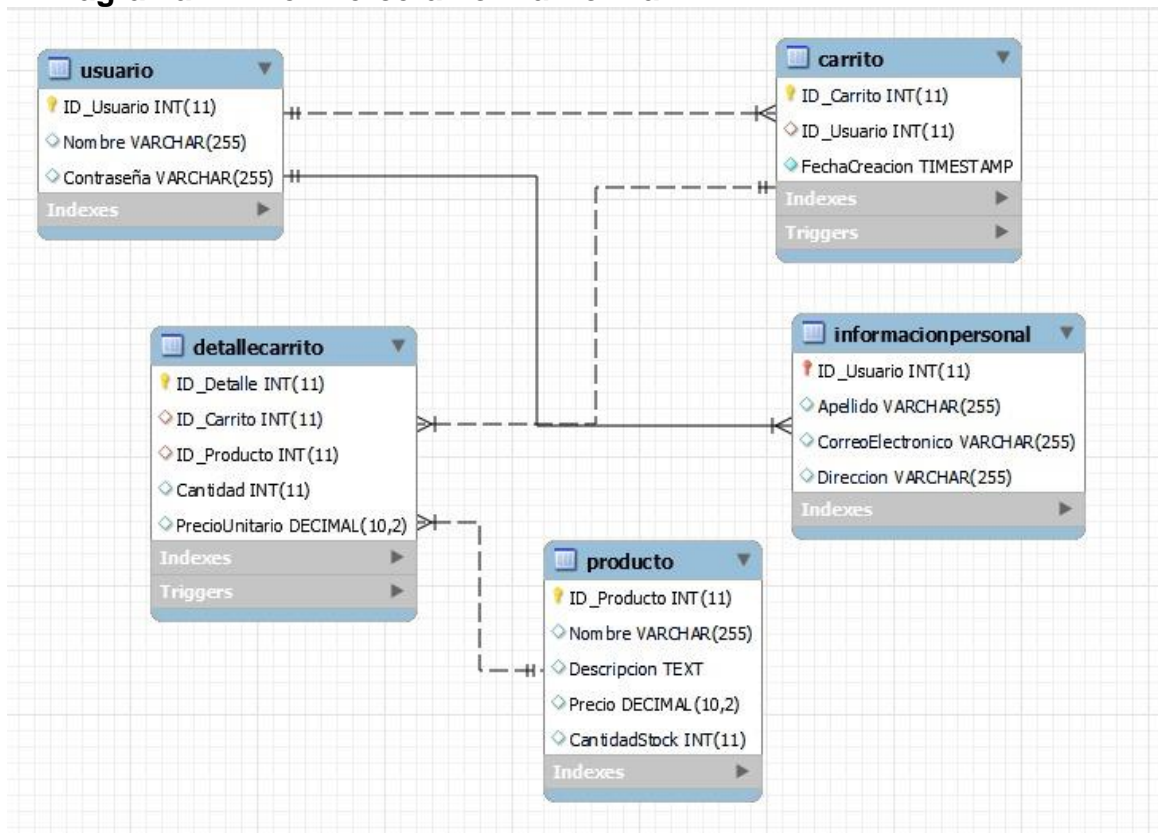 usuario
ID_Usuario INT(11)
Nombre VARCHAR(255)
Contraseña VARCHAR(255)
Indexes
carrito
ID_Carrito INT(11)
ID_Usuario INT(11)
FechaCreacion TIMESTAMP
Indexes
Triggers
detallecarrito
ID_Detalle INT(11)
ID_Carrito INT(11)
ID_Producto INT(11)
Cantidad INT(11)
PrecioUnitario DECIMAL(10,2)
Indexes
Triggers
informacionpersonal
ID_Usuario INT(11)
Apellido VARCHAR(255)
CorreoElectronico VARCHAR(255)
Direccion VARCHAR(255)
Indexes
producto
ID_Producto INT(11)
Nombre VARCHAR(255)
Descripcion TEXT
Precio DECIMAL(10,2)
CantidadStock INT(11)
Indexes